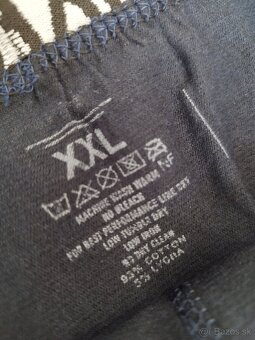 XXL
MACHINE WASH WARM
NO BLEACH
FOR BEST PERFORMANCE LINE DRY
LOW TUMBLE DRY
LOW IRON
NO DRY CLEAN
95% COTTON
5% LYCRA
Bazos.sk